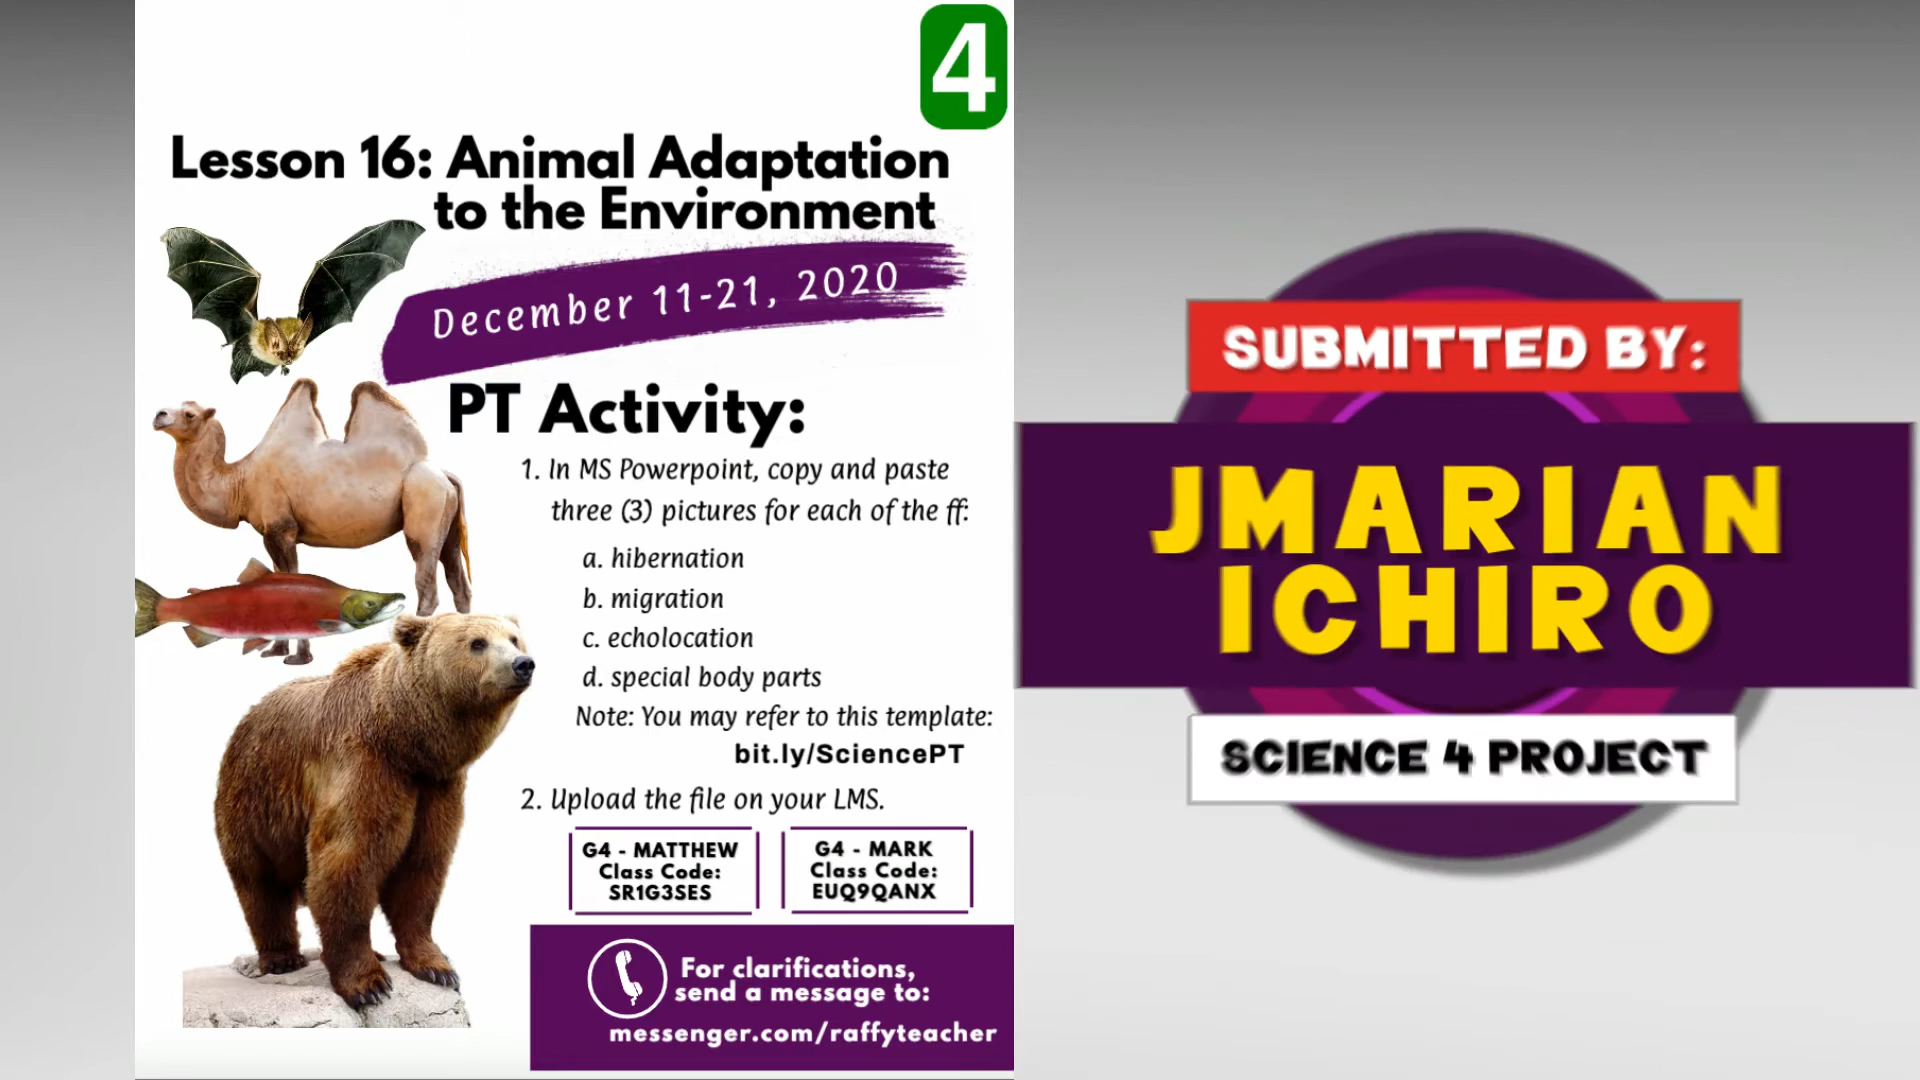 4
Lesson 16: Animal Adaptation
to the Environment
December 11-21, 2020
PT Activity:
1. In MS Powerpoint, copy and paste
three (3) pictures for each of the ff:
a. hibernation
b. migration
c. echolocation
d. special body parts
Note: You may refer to this template:
bit.ly/SciencePT
2. Upload the file on your LMS.
G4 - MATTHEW
Class Code:
SR1G3SES
G4 - MARK
Class Code:
EUQ9QANX
For clarifications,
send a message to:
messenger.com/raffyteacher
SUBMITTED BY:
JMARIAN
ICHIRO
SCIENCE 4 PROJECT